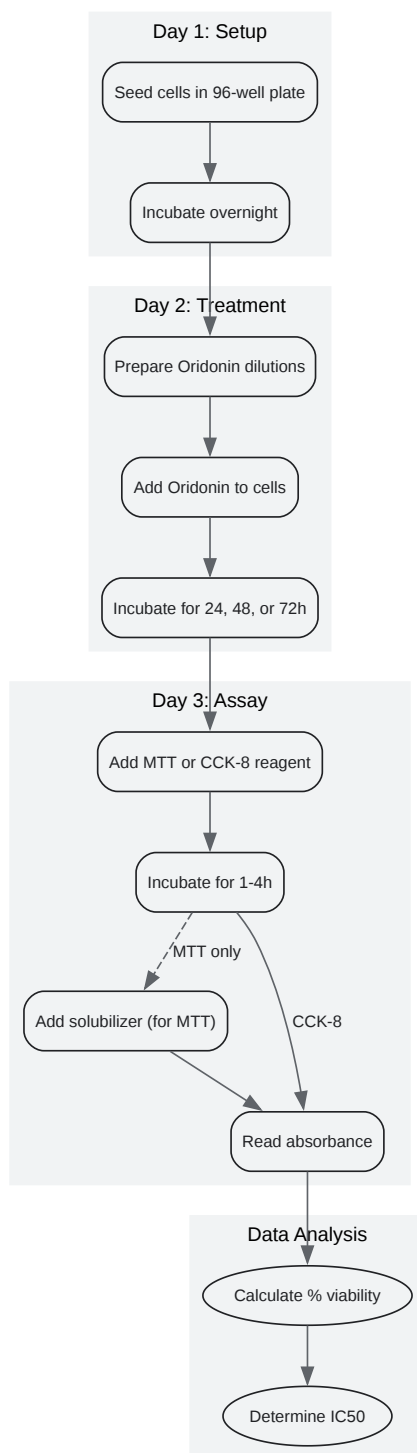 Day 1: Setup
Seed cells in 96-well plate
Incubate overnight
Day 2: Treatment
Prepare Oridonin dilutions
Add Oridonin to cells
Incubate for 24, 48, or 72h
Day 3: Assay
Add MTT or CCK-8 reagent
Incubate for 1-4h
MTT only
Add solubilizer (for MTT)
CCK-8
Read absorbance
Data Analysis
Calculate % viability
Determine IC50